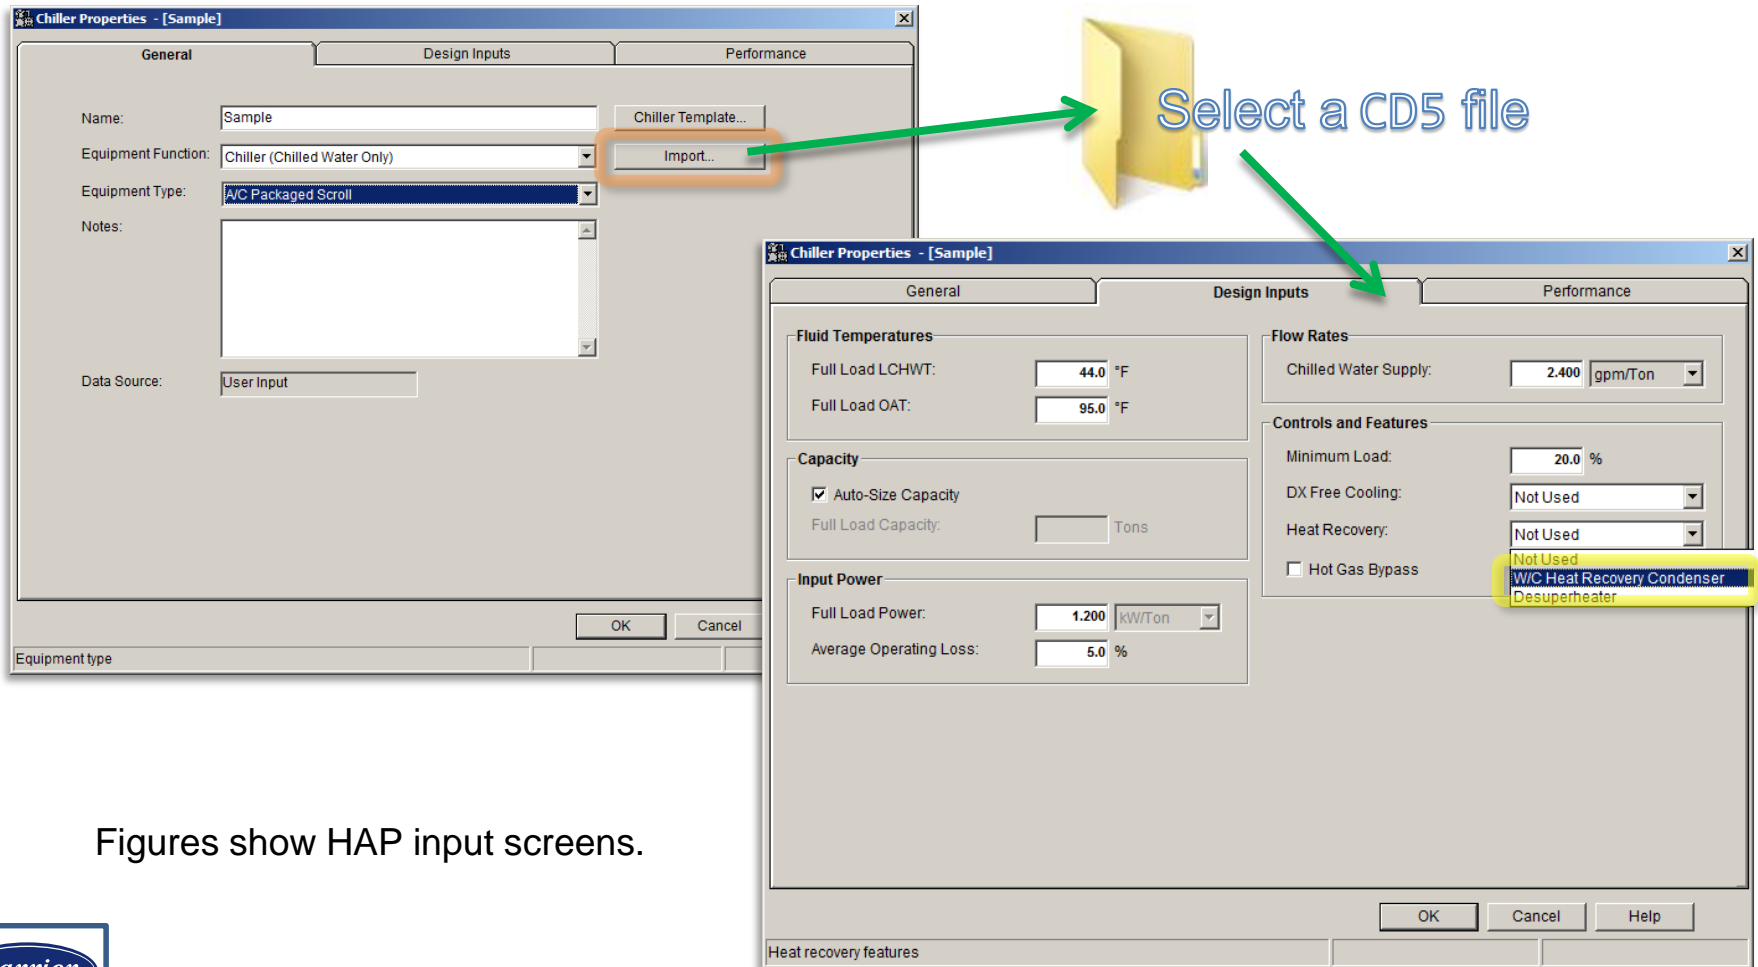 Chiller Properties - [Sample]
General
Design Inputs
Performance
Name:
Sample
Chiller Template...
Equipment Function:
Chiller (Chilled Water Only)
Import...
Equipment Type:
A/C Packaged Scroll
Notes:
Data Source:
User Input
OK
Cancel
Equipment type
Select a CD5 file
Chiller Properties - [Sample]
General
Design Inputs
Performance
Fluid Temperatures
Full Load LCHWT:
44.0 °F
Full Load OAT:
95.0 °F
Capacity
Auto-Size Capacity
Full Load Capacity:
Tons
Input Power
Full Load Power:
1.200 kW/Ton
Average Operating Loss:
5.0 %
Flow Rates
Chilled Water Supply:
2.400 gpm/Ton
Controls and Features
Minimum Load:
20.0 %
DX Free Cooling:
Not Used
Heat Recovery:
Not Used
Not Used
W/C Heat Recovery Condenser
Desuperheater
Hot Gas Bypass
OK
Cancel
Help
Heat recovery features
Figures show HAP input screens.